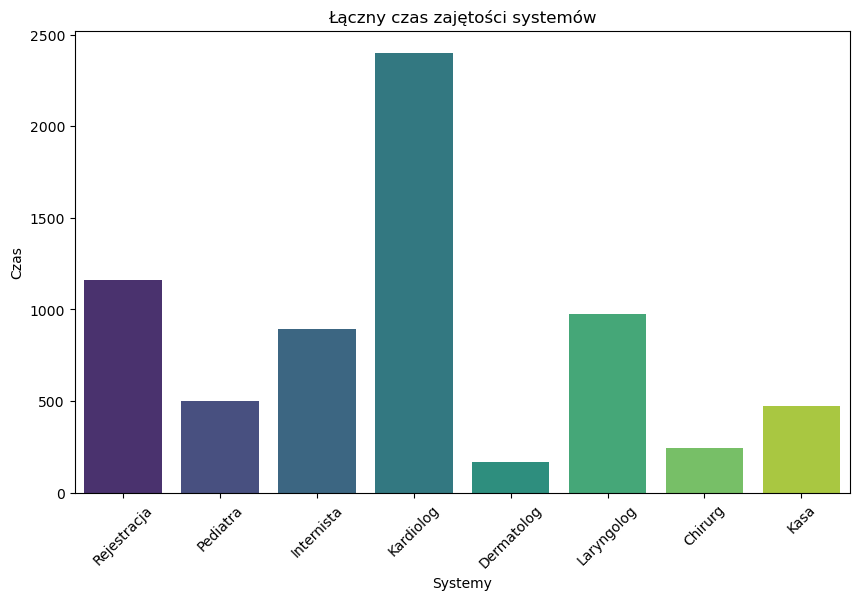 Łączny czas zajętości systemów
2500
2000
1500
1000
500
0
Czas
Rejestracja
Pediatra
Internista
Kardiolog
Dermatolog
Laryngolog
Chirurg
Kasa
Systemy